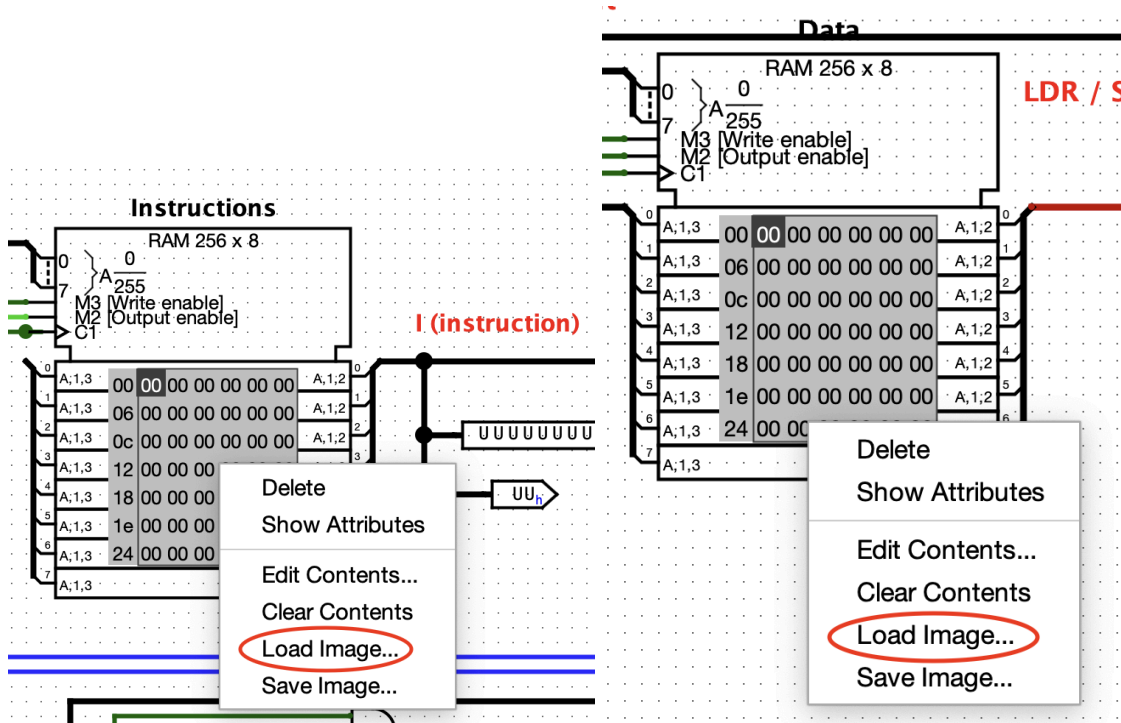 Instructions
RAM 256 x 8
0
7
A
0
255
M3 [Write enable]
M2 [Output enable]
C1
I (instruction)
0
A;1,3
00 00 00 00 00 00 00
A,1;2
0
1
A;1,3
06 00 00 00 00 00 00
A,1;2
1
2
A;1,3
0c 00 00 00 00 00 00
A,1;2
2
3
A;1,3
12 00 00 00 00 00 00
3
4
A;1,3
18 00 00 00
5
A;1,3
1e 00 00 00
6
A;1,3
24 00 00 00
7
A;1,3
UUUUUUUU
UUh
Delete
Show Attributes
Edit Contents...
Clear Contents
Load Image...
Save Image...
Data
RAM 256 x 8
0
7
A
0
255
M3 [Write enable]
M2 [Output enable]
C1
LDR / S
0
A;1,3
00 00 00 00 00 00 00
A,1;2
0
1
A;1,3
06 00 00 00 00 00 00
A,1;2
1
2
A;1,3
0c 00 00 00 00 00 00
A,1;2
2
3
A;1,3
12 00 00 00 00 00 00
A,1;2
3
4
A;1,3
18 00 00 00 00 00 00
A,1;2
4
5
A;1,3
1e 00 00 00 00 00 00
A,1;2
5
6
A;1,3
24 00
6
7
A;1,3
Delete
Show Attributes
Edit Contents...
Clear Contents
Load Image...
Save Image...